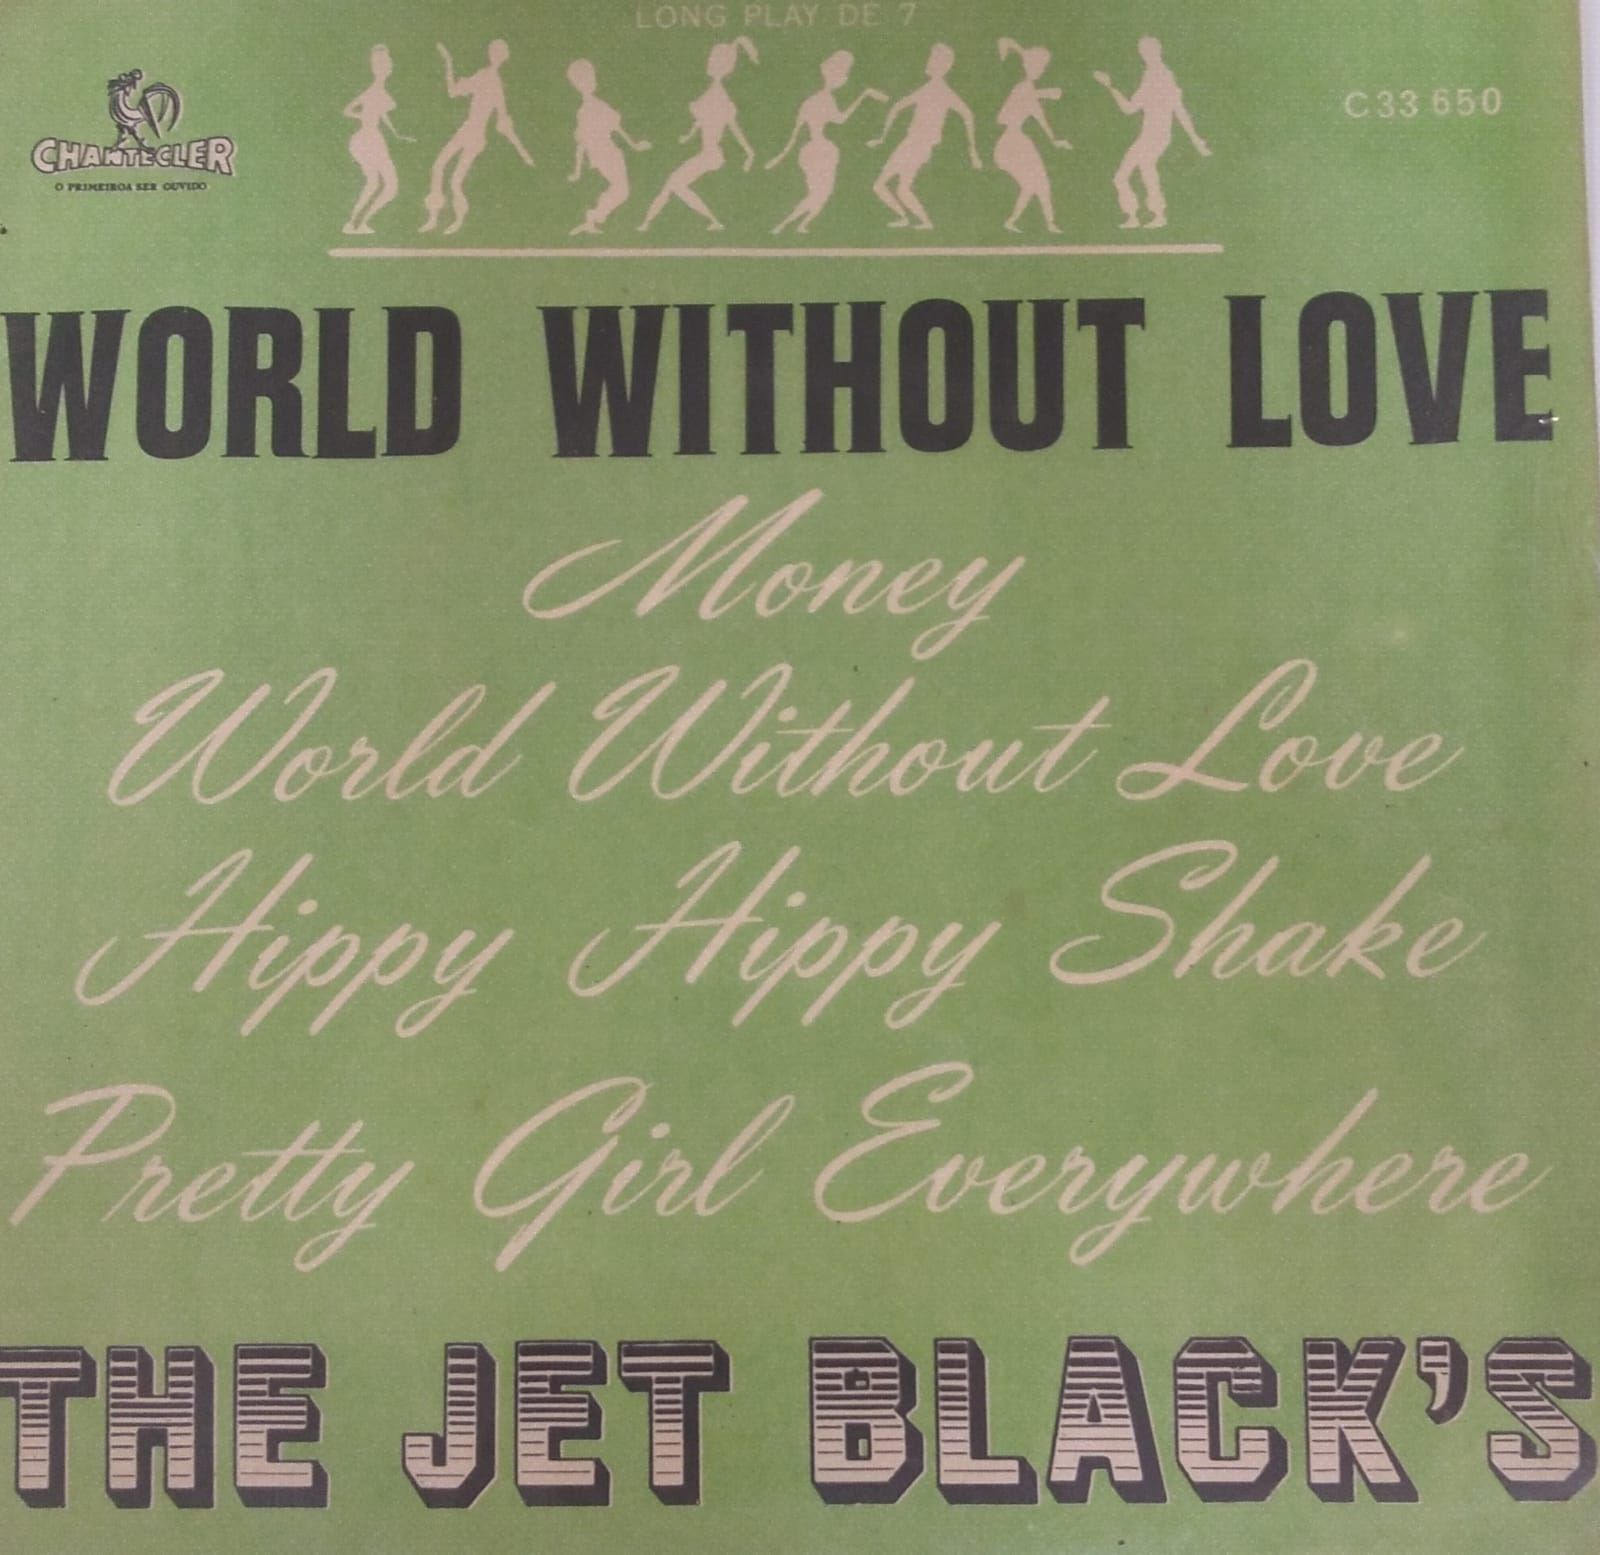 LONG PLAY DE 7
CHANTECLER
O PRIMEIRO A SER OUVIDO
C 33 650
WORLD WITHOUT LOVE
Money
World Without Love
Hippy Hippy Shake
Pretty Girl Everywhere
THE JET BLACK'S